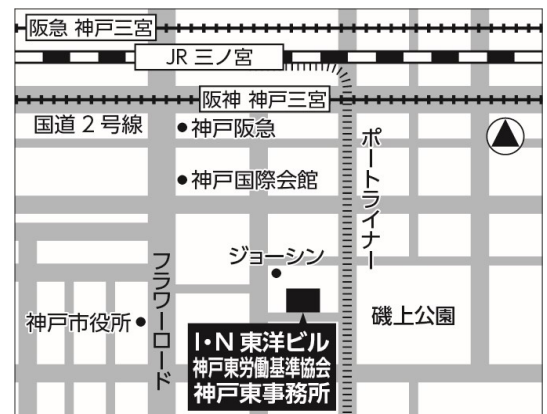 阪急 神戸三宮
JR 三ノ宮
阪神 神戸三宮
国道2号線
神戸阪急
ポートライナー
神戸国際会館
ジョーシン
フラワーロード
神戸市役所
磯上公園
I・N 東洋ビル
神戸東労働基準協会
神戸東事務所